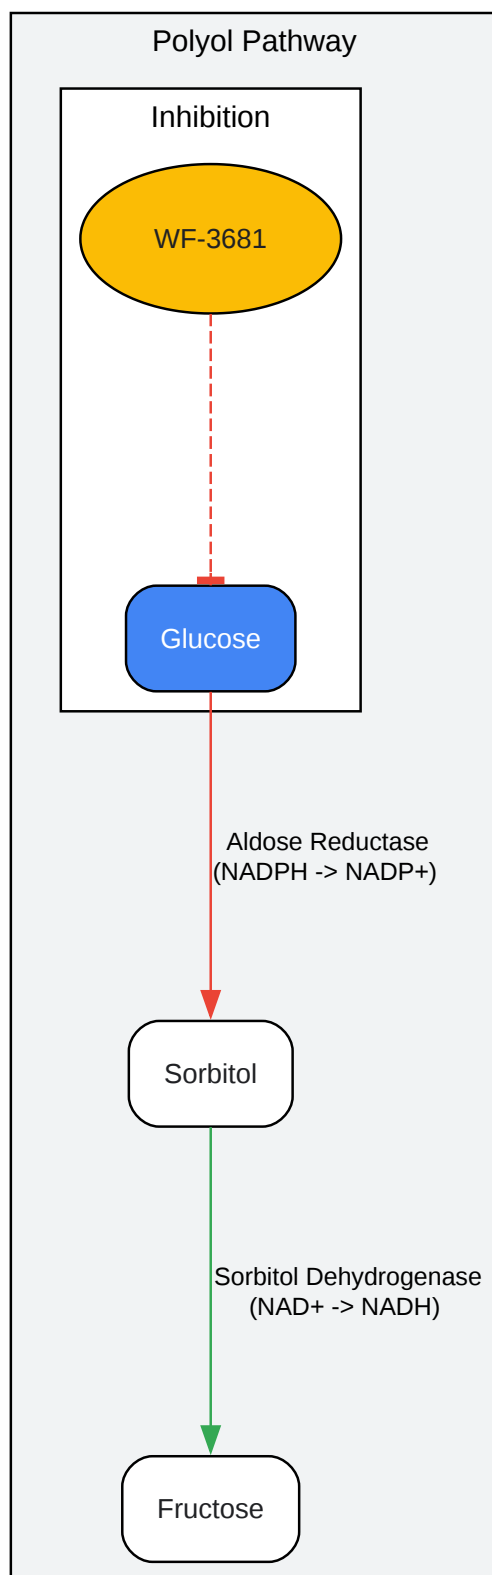 Polyol Pathway
Inhibition
WF-3681
Glucose
Aldose Reductase
(NADPH -> NADP+)
Sorbitol
Sorbitol Dehydrogenase
(NAD+ -> NADH)
Fructose